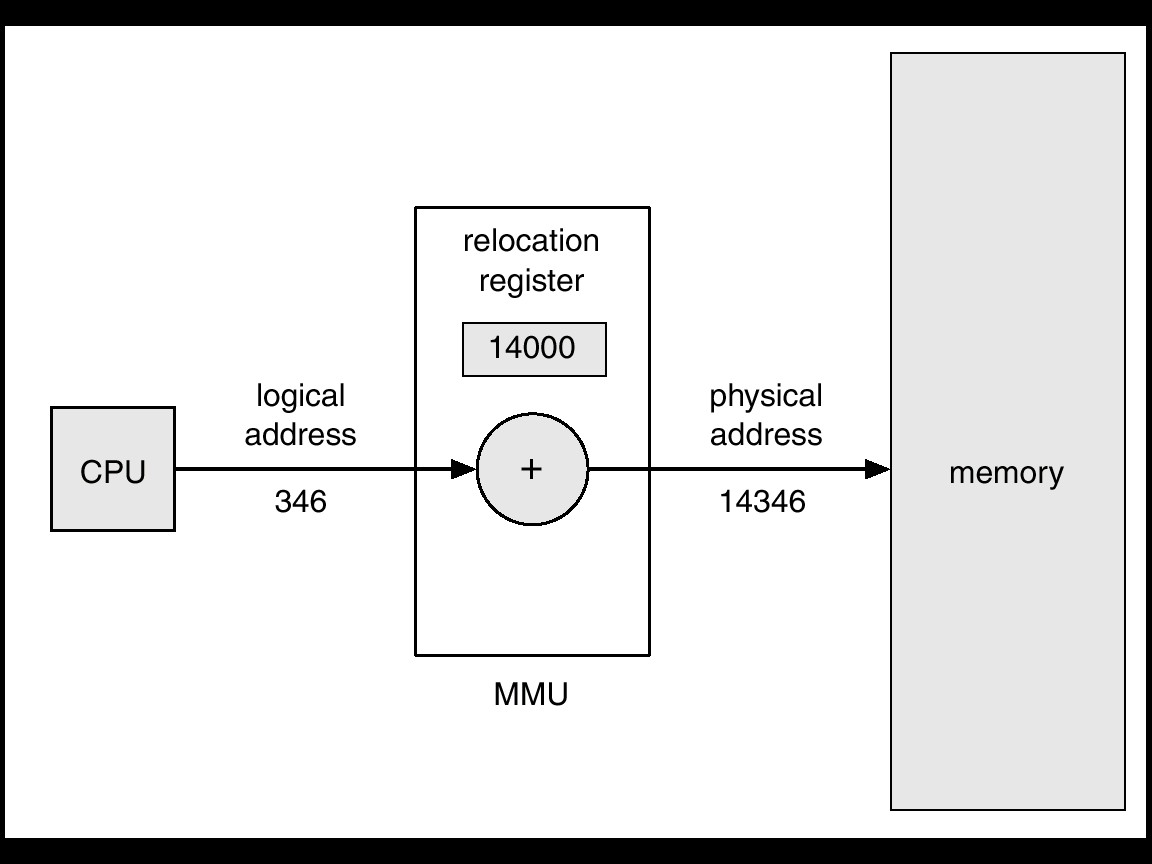 relocation
register
14000
logical
address
physical
address
CPU
+
memory
346
14346
MMU